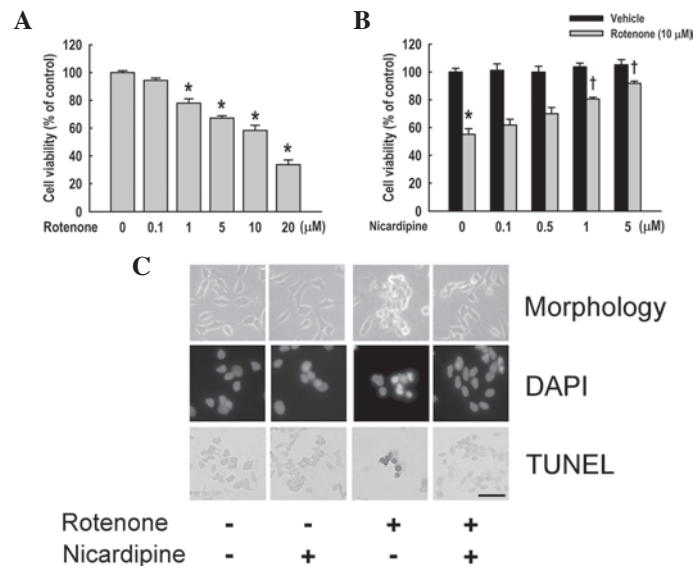 A
Cell viability (% of control)
120
100
80
60
40
20
0
* * * * *
Rotenone 0 0.1 1 5 10 20 (μM)
B
Vehicle
Rotenone (10 μM)
Cell viability (% of control)
120
100
80
60
40
20
0
* † †
Nicardipine 0 0.1 0.5 1 5 μM)
C
Morphology
DAPI
TUNEL
Rotenone - - + +
Nicardipine - + - +